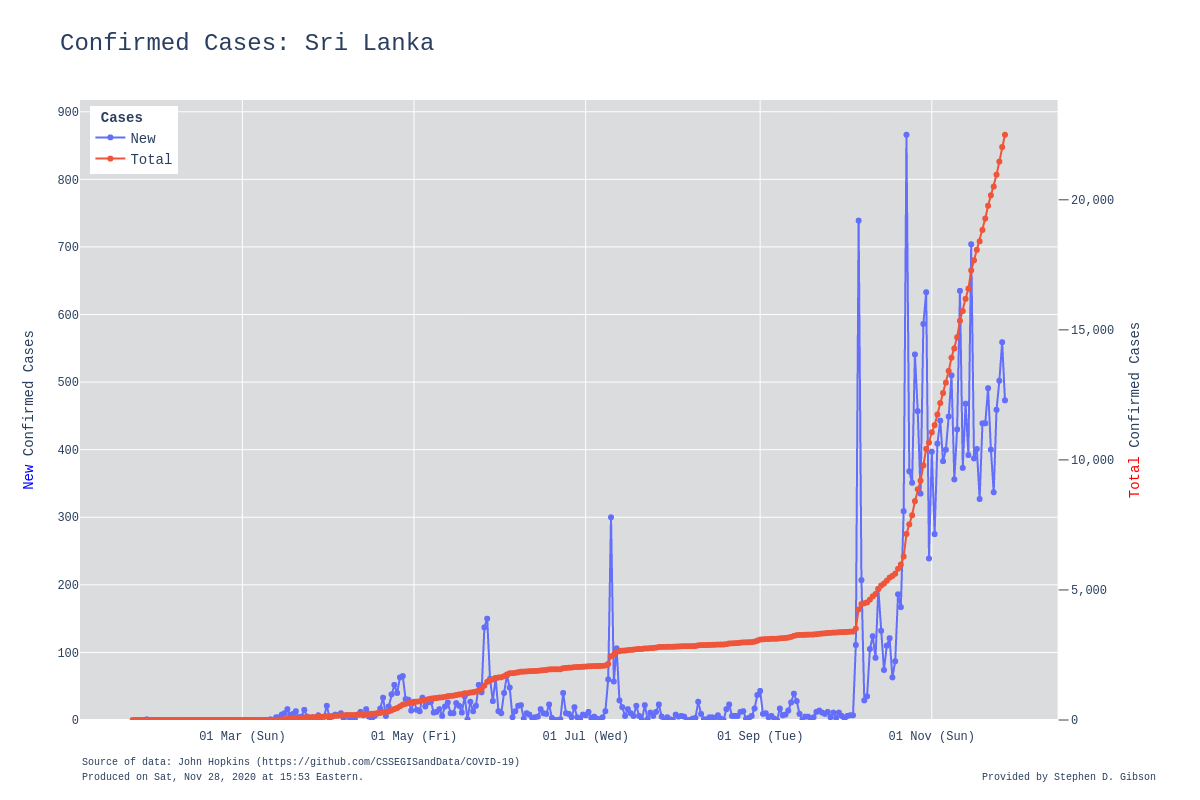 Confirmed Cases: Sri Lanka
Cases
New
Total
900
800
700
600
500
400
300
200
100
0
New Confirmed Cases
20,000
15,000
10,000
5,000
0
Total Confirmed Cases
01 Mar (Sun)
01 May (Fri)
01 Jul (Wed)
01 Sep (Tue)
01 Nov (Sun)
Source of data: John Hopkins (https://github.com/CSSEGISandData/COVID-19)
Produced on Sat, Nov 28, 2020 at 15:53 Eastern.
Provided by Stephen D. Gibson